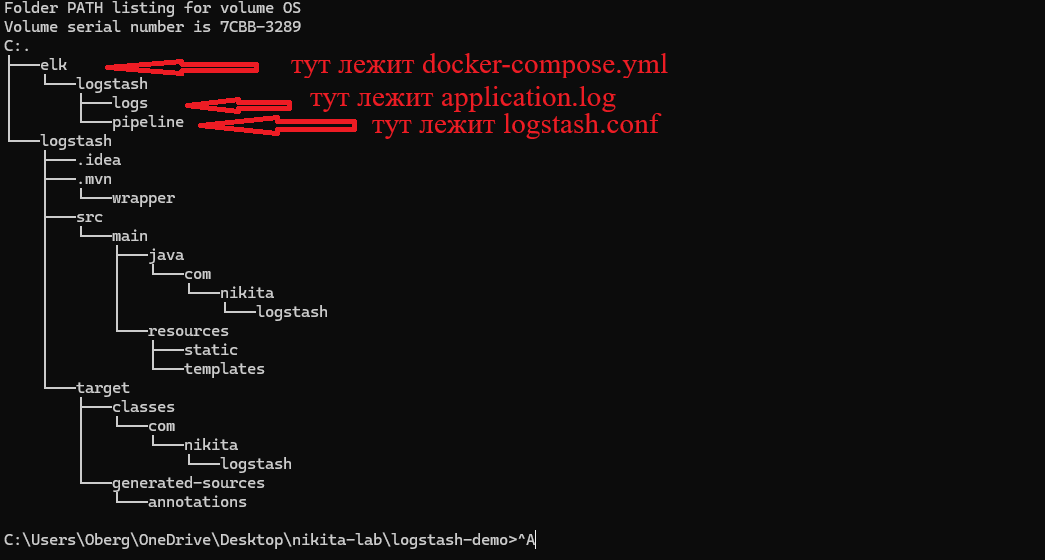 Folder PATH listing for volume OS
Volume serial number is 7CBB-3289
C:.
├───elk тут лежит docker-compose.yml
│   └───logstash
│       ├───logs тут лежит application.log
│       └───pipeline тут лежит logstash.conf
└───logstash
    ├───.idea
    ├───.mvn
    │   └───wrapper
    ├───src
    │   └───main
    │       ├───java
    │       │   └───com
    │       │       └───nikita
    │       │           └───logstash
    │       └───resources
    │           ├───static
    │           └───templates
    └───target
        ├───classes
        │   └───com
        │       └───nikita
        │           └───logstash
        └───generated-sources
            └───annotations
C:\Users\Oberg\OneDrive\Desktop\nikita-lab\logstash-demo>^A